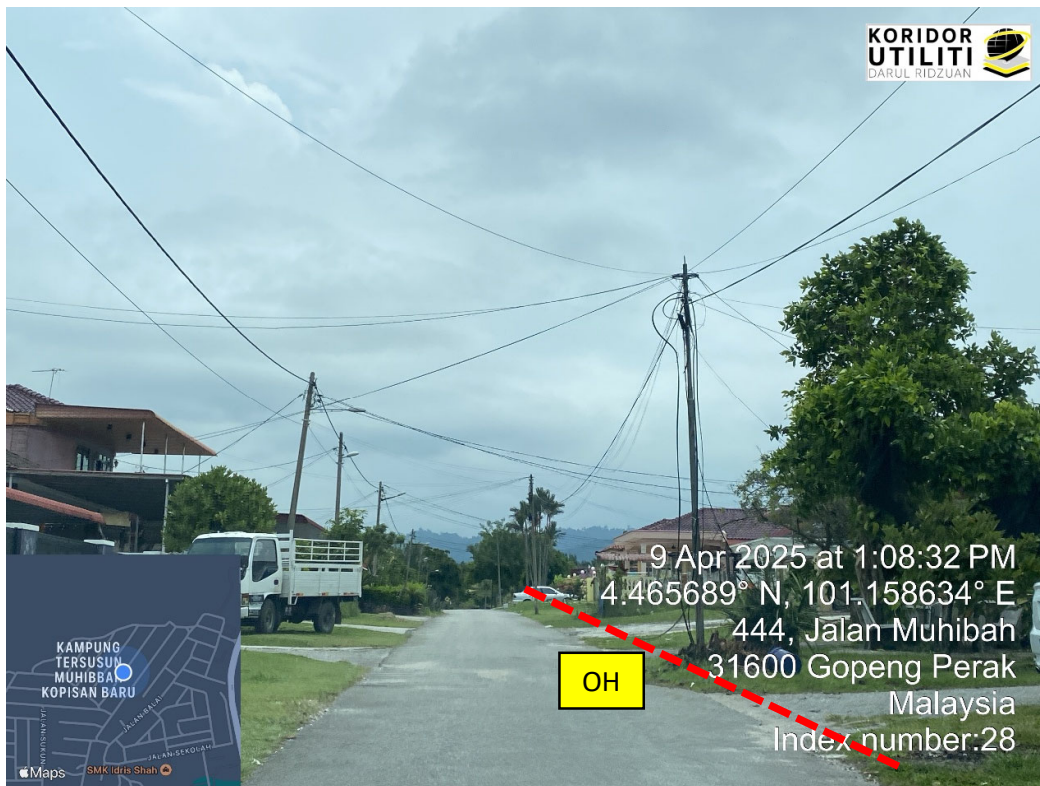 KORIDOR
UTILITI
DARUL RIDZUAN
9 Apr 2025 at 1:08:32 PM
4.465689° N, 101.158634° E
444, Jalan Muhibah
31600 Gopeng Perak
Malaysia
Index number:28
OH
KAMPUNG
TERSUSUN
MUHIBBAH
KOPISAN BARU
JALAN BALAI
JALAN SEKOLAH
SMK Idris Shah
Maps